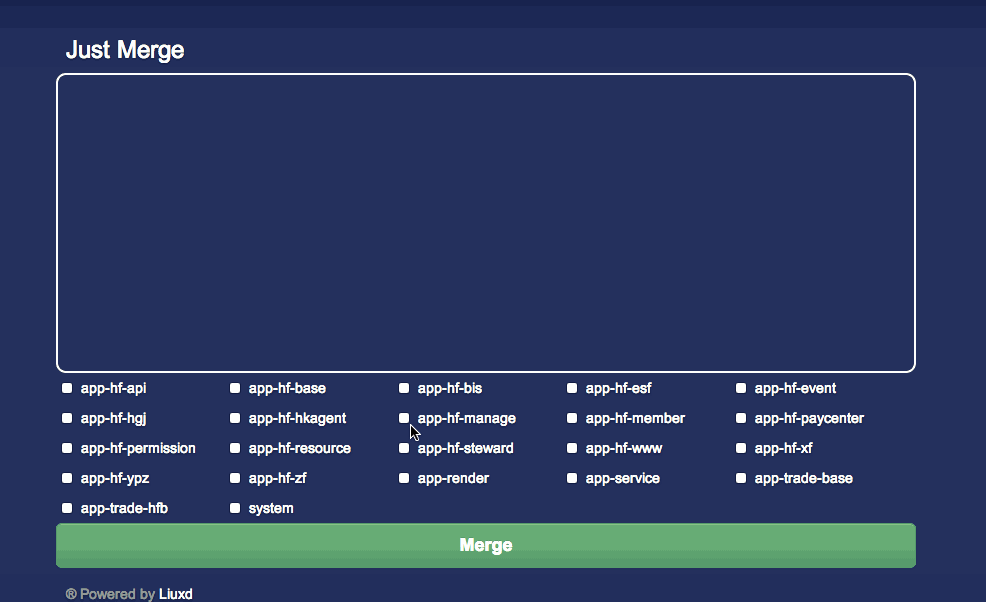 Just Merge
app-hf-api app-hf-base app-hf-bis app-hf-esf app-hf-event
app-hf-hgj app-hf-hkagent app-hf-manage app-hf-member app-hf-paycenter
app-hf-permission app-hf-resource app-hf-steward app-hf-www app-hf-xf
app-hf-ypz app-hf-zf app-render app-service app-trade-base
app-trade-hfb system
Merge
® Powered by Liuxd